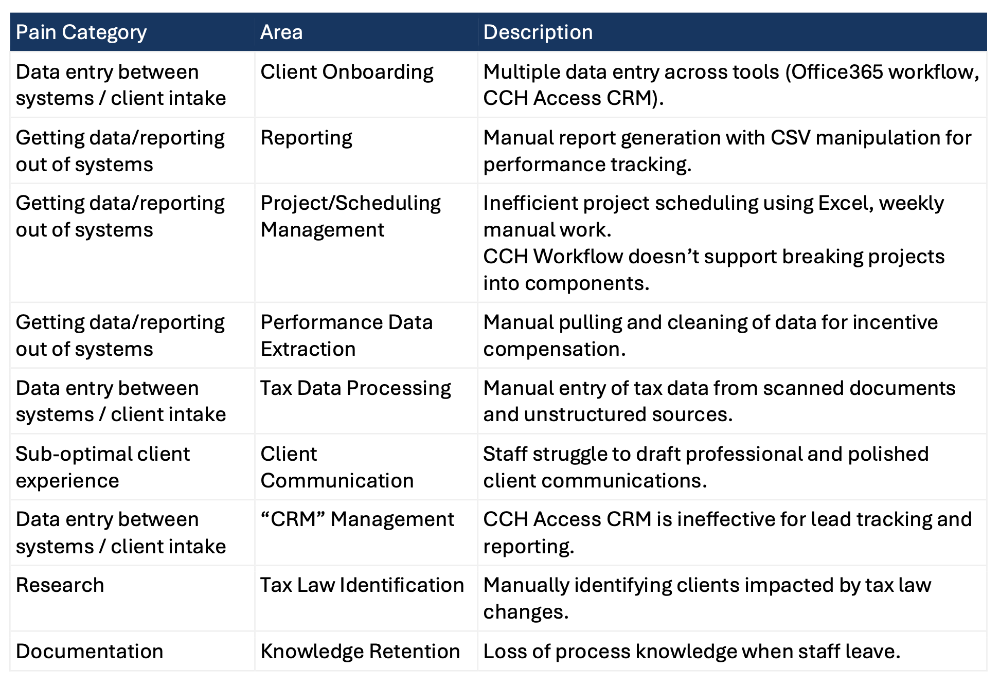 Pain Category Area Description
Data entry between Client Onboarding Multiple data entry across tools (Office365 workflow,
systems / client intake CCH Access CRM).
Getting data/reporting Reporting Manual report generation with CSV manipulation for
out of systems performance tracking.
Getting data/reporting Project/Scheduling Inefficient project scheduling using Excel, weekly
out of systems Management manual work.
CCH Workflow doesn’t support breaking projects
into components.
Getting data/reporting Performance Data Manual pulling and cleaning of data for incentive
out of systems Extraction compensation.
Data entry between Tax Data Processing Manual entry of tax data from scanned documents
systems / client intake and unstructured sources.
Sub-optimal client Client Staff struggle to draft professional and polished
experience Communication client communications.
Data entry between “CRM” Management CCH Access CRM is ineffective for lead tracking and
systems / client intake reporting.
Research Tax Law Identification Manually identifying clients impacted by tax law
changes.
Documentation Knowledge Retention Loss of process knowledge when staff leave.